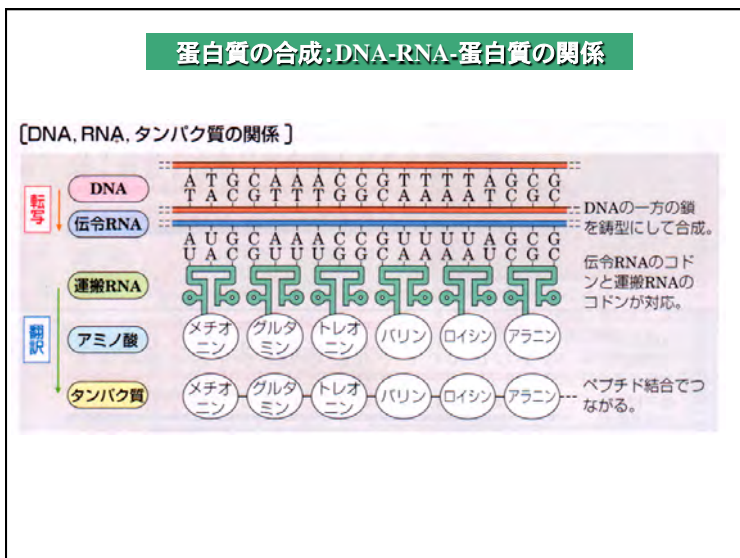 蛋白質の合成:DNA-RNA-蛋白質の関係
[DNA, RNA, タンパク質の関係]
転写
DNA
A T G C A A A C C G T T T T A G C G
T A C G T T T G G C A A A A T C G C
DNAの一方の鎖
を鋳型にして合成。
伝令RNA
A U G C A A A C C G U U U U A G C G
U A C G U U U G G C A A A A U C G C
伝令RNAのコド
ンと運搬RNAの
コドンが対応。
翻訳
運搬RNA
アミノ酸
メチオニン グルタミン トレオニン バリン ロイシン アラニン
タンパク質
メチオニン グルタミン トレオニン バリン ロイシン アラニン
ペプチド結合でつ
ながる。